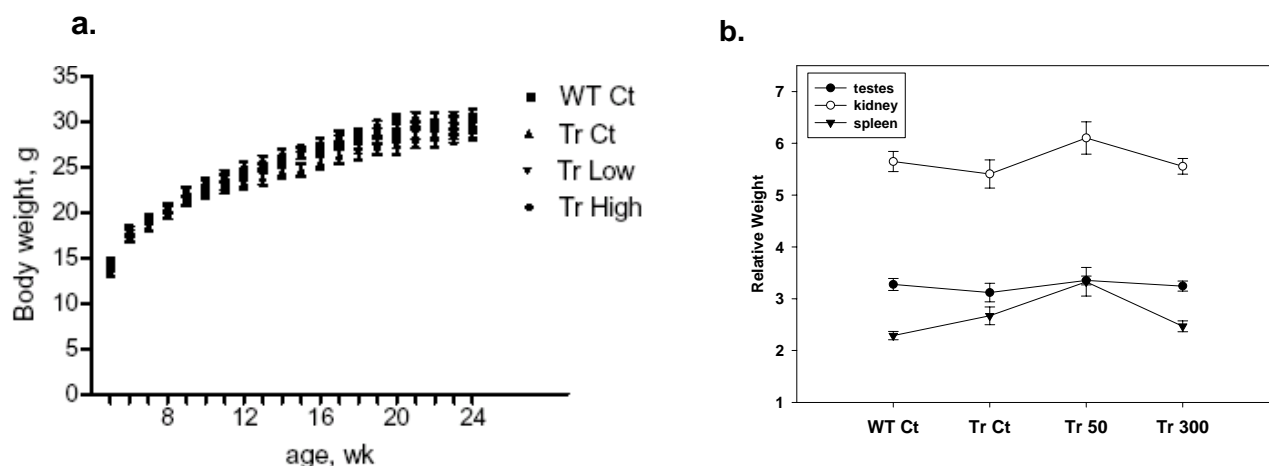 a.
Body weight, g
35
30
25
20
15
10
5
0
8
12
16
20
24
age, wk
WT Ct
Tr Ct
Tr Low
Tr High
b.
Relative Weight
7
6
5
4
3
2
1
testes
kidney
spleen
WT Ct
Tr Ct
Tr 50
Tr 300